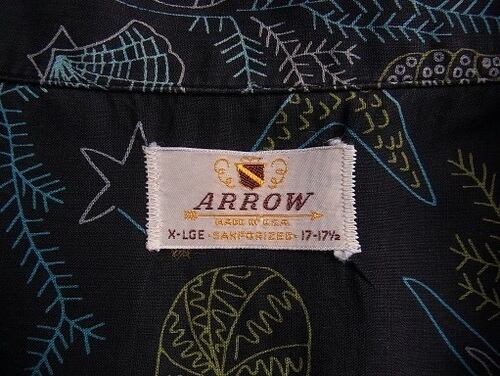 ARROW
MADE IN U.S.A.
X-LGE · SANFORIZED · 17-17½